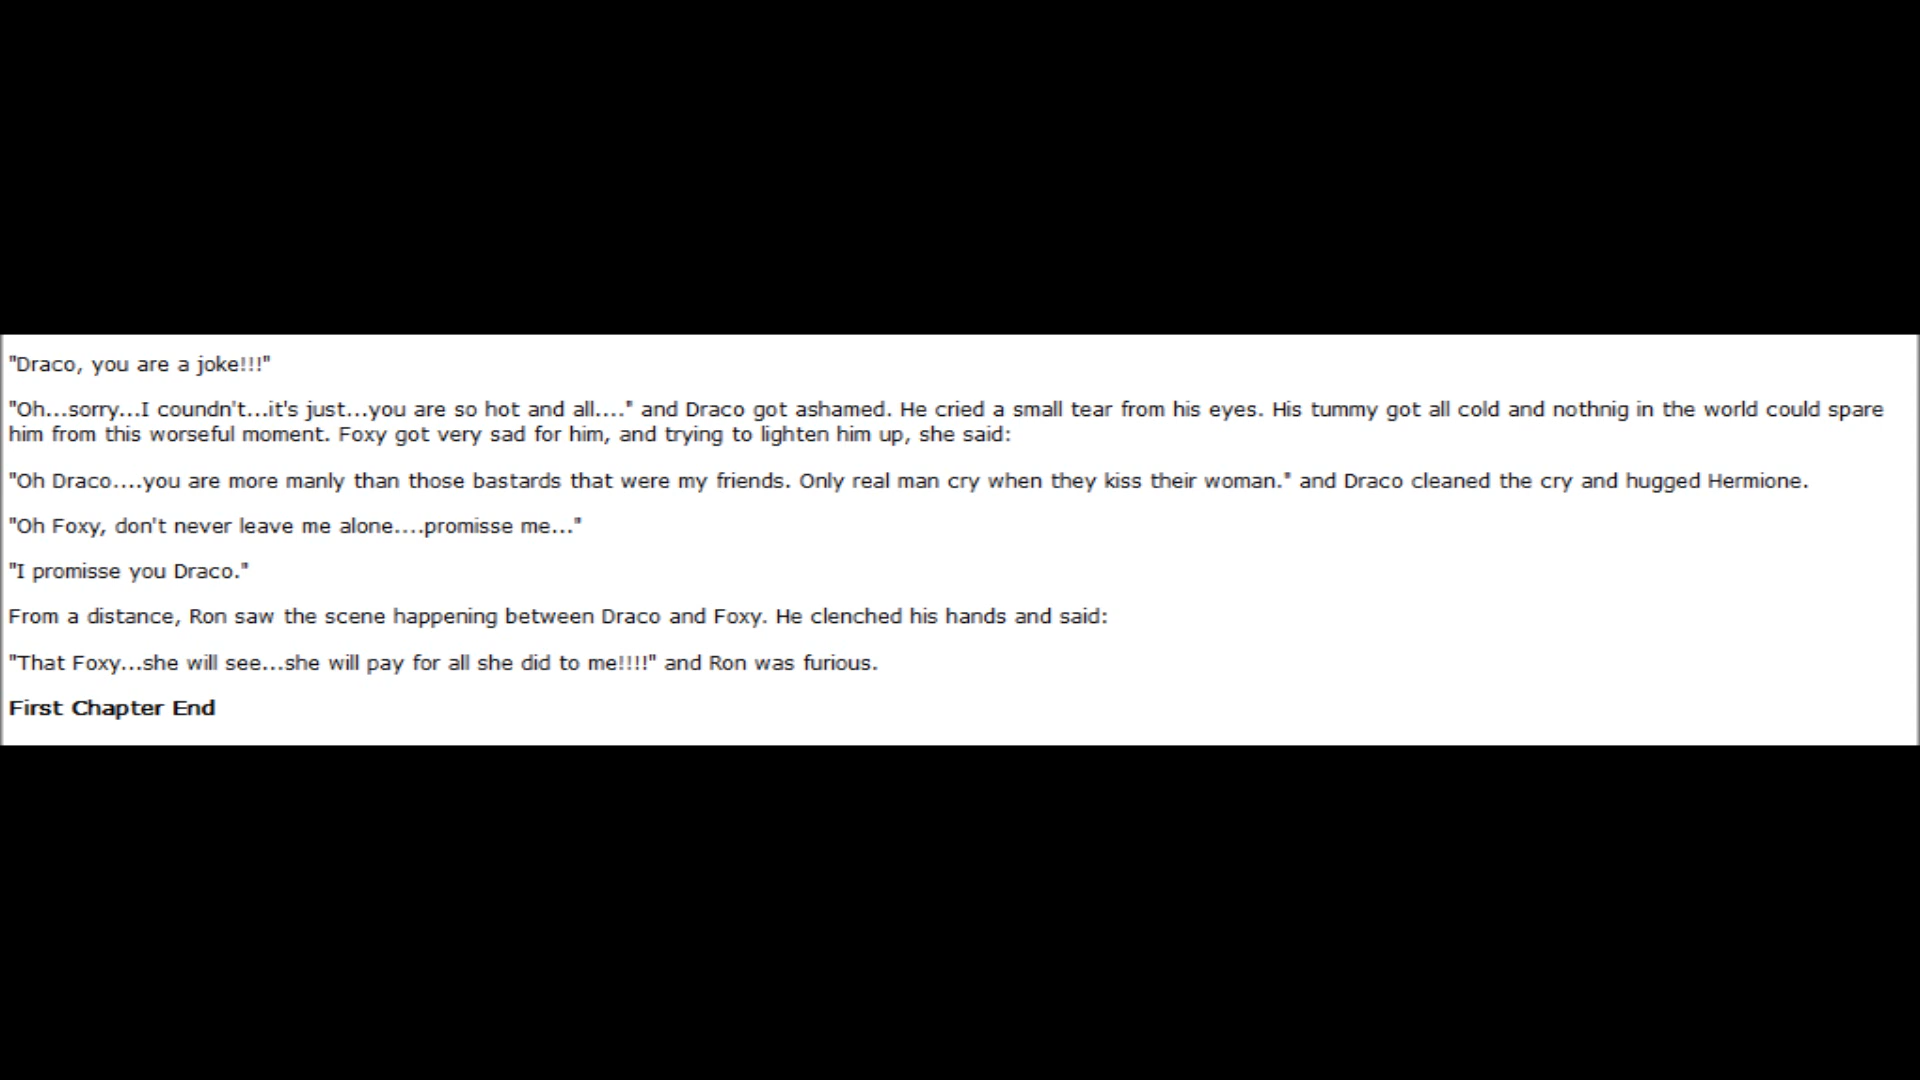 "Draco, you are a joke!!!"
"Oh...sorry...I coundn't...it's just...you are so hot and all...." and Draco got ashamed. He cried a small tear from his eyes. His tummy got all cold and nothnig in the world could spare
him from this worseful moment. Foxy got very sad for him, and trying to lighten him up, she said:
"Oh Draco....you are more manly than those bastards that were my friends. Only real man cry when they kiss their woman." and Draco cleaned the cry and hugged Hermione.
"Oh Foxy, don't never leave me alone....promisse me..."
"I promisse you Draco."
From a distance, Ron saw the scene happening between Draco and Foxy. He clenched his hands and said:
"That Foxy...she will see...she will pay for all she did to me!!!!" and Ron was furious.
First Chapter End